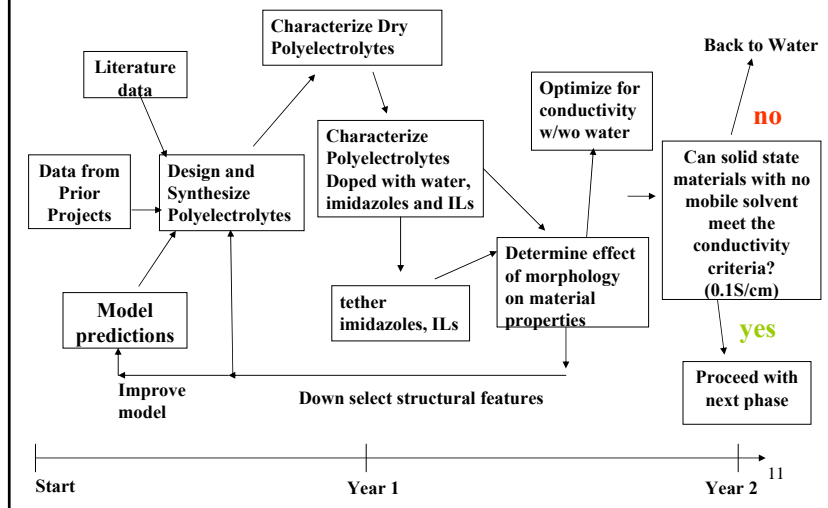 Characterize Dry
Polyelectrolytes
Back to Water
Literature
data
Optimize for
conductivity
w/wo water
no
Data from
Prior
Projects
Design and
Synthesize
Polyelectrolytes
Characterize
Polyelectrolytes
Doped with water,
imidazoles and ILs
Can solid state
materials with no
mobile solvent
meet the
conductivity
criteria?
(0.1S/cm)
Determine effect
of morphology
on material
properties
tether
imidazoles, ILs
Model
predictions
yes
Improve
model
Down select structural features
Proceed with
next phase
Start
Year 1
Year 2
11